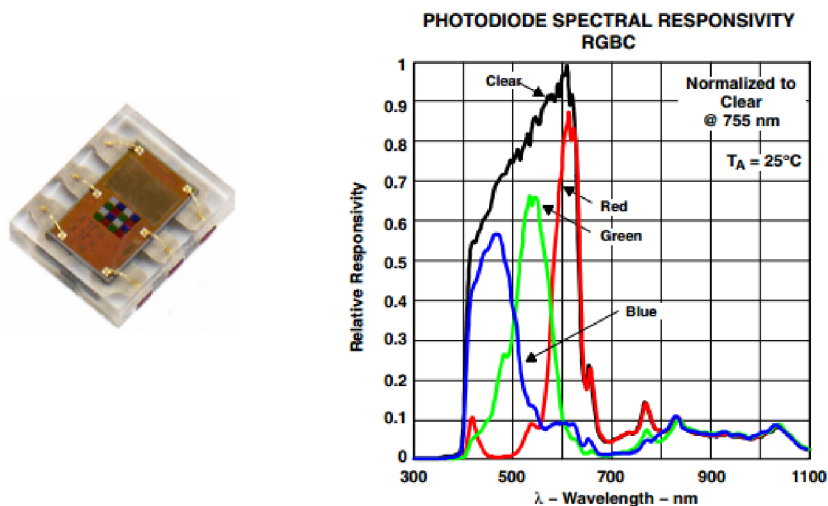 PHOTODIODE SPECTRAL RESPONSIVITY
RGBC
1
0.9
0.8
0.7
0.6
0.5
0.4
0.3
0.2
0.1
0
Relative Responsivity
Clear
Normalized to
Clear
@ 755 nm
TA = 25°C
Red
Green
Blue
300 500 700 900 1100
λ – Wavelength – nm